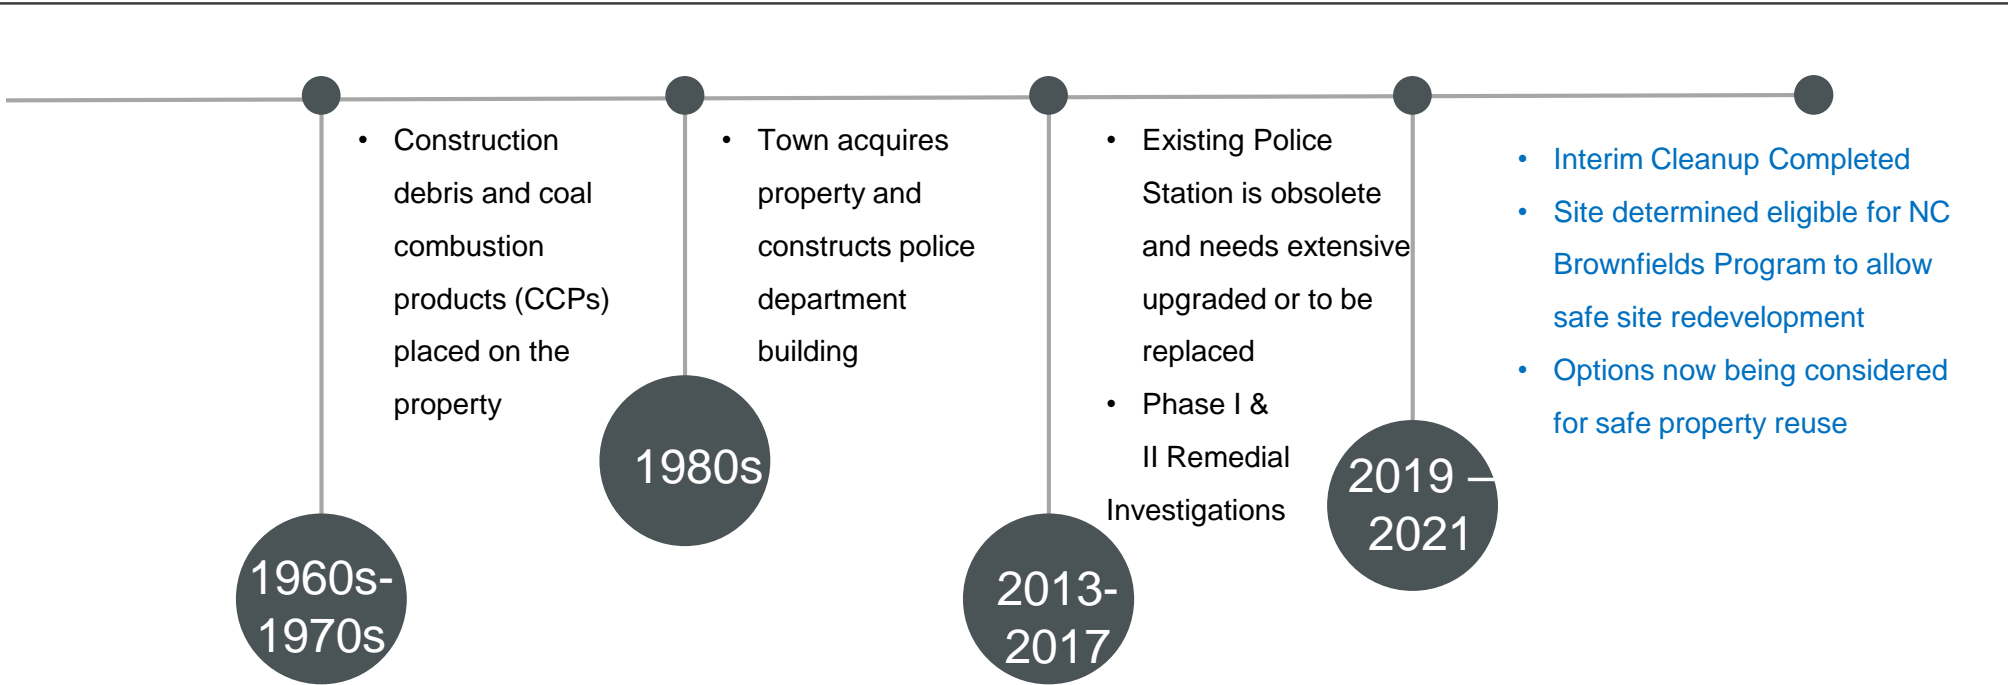 • Construction
debris and coal
combustion
products (CCPs)
placed on the
property
1960s-
1970s
• Town acquires
property and
constructs police
department
building
1980s
• Existing Police
Station is obsolete
and needs extensive
upgraded or to be
replaced
• Phase I &
II Remedial
Investigations
2013-
2017
• Interim Cleanup Completed
• Site determined eligible for NC
Brownfields Program to allow
safe site redevelopment
• Options now being considered
for safe property reuse
2019 –
2021